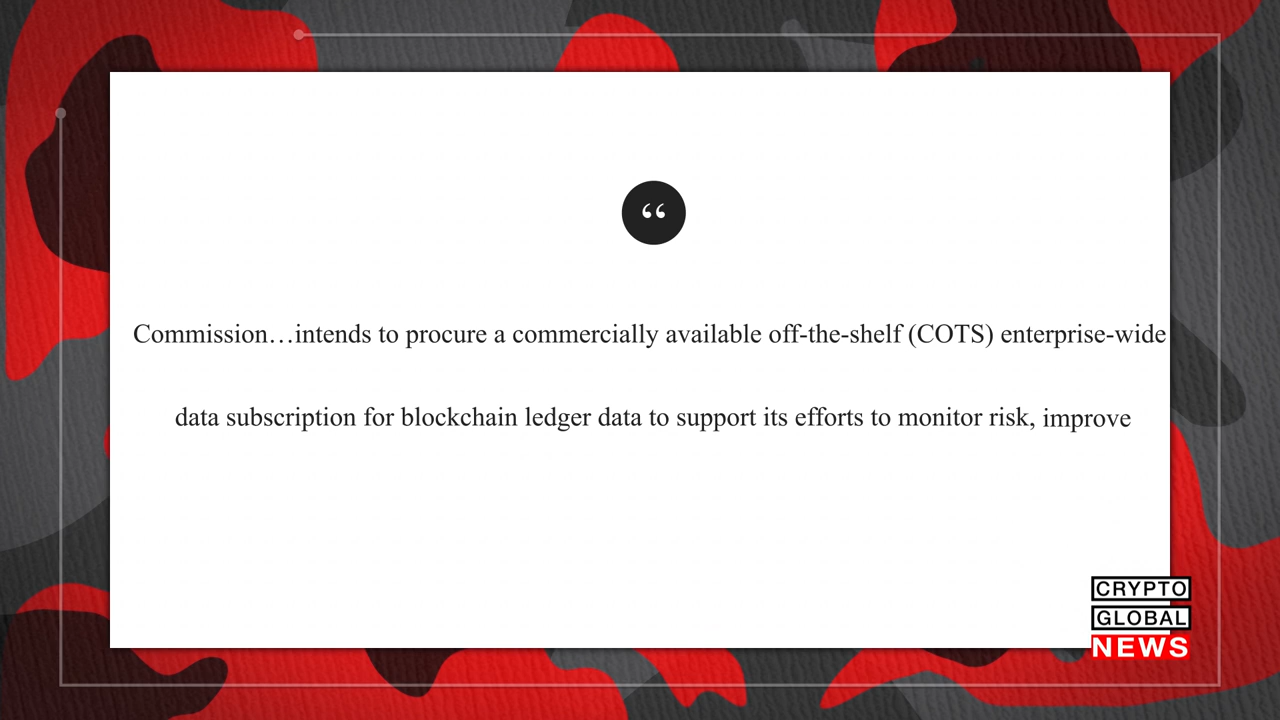 “
Commission…intends to procure a commercially available off-the-shelf (COTS) enterprise-wide
data subscription for blockchain ledger data to support its efforts to monitor risk, improve
CRYPTO
GLOBAL
NEWS